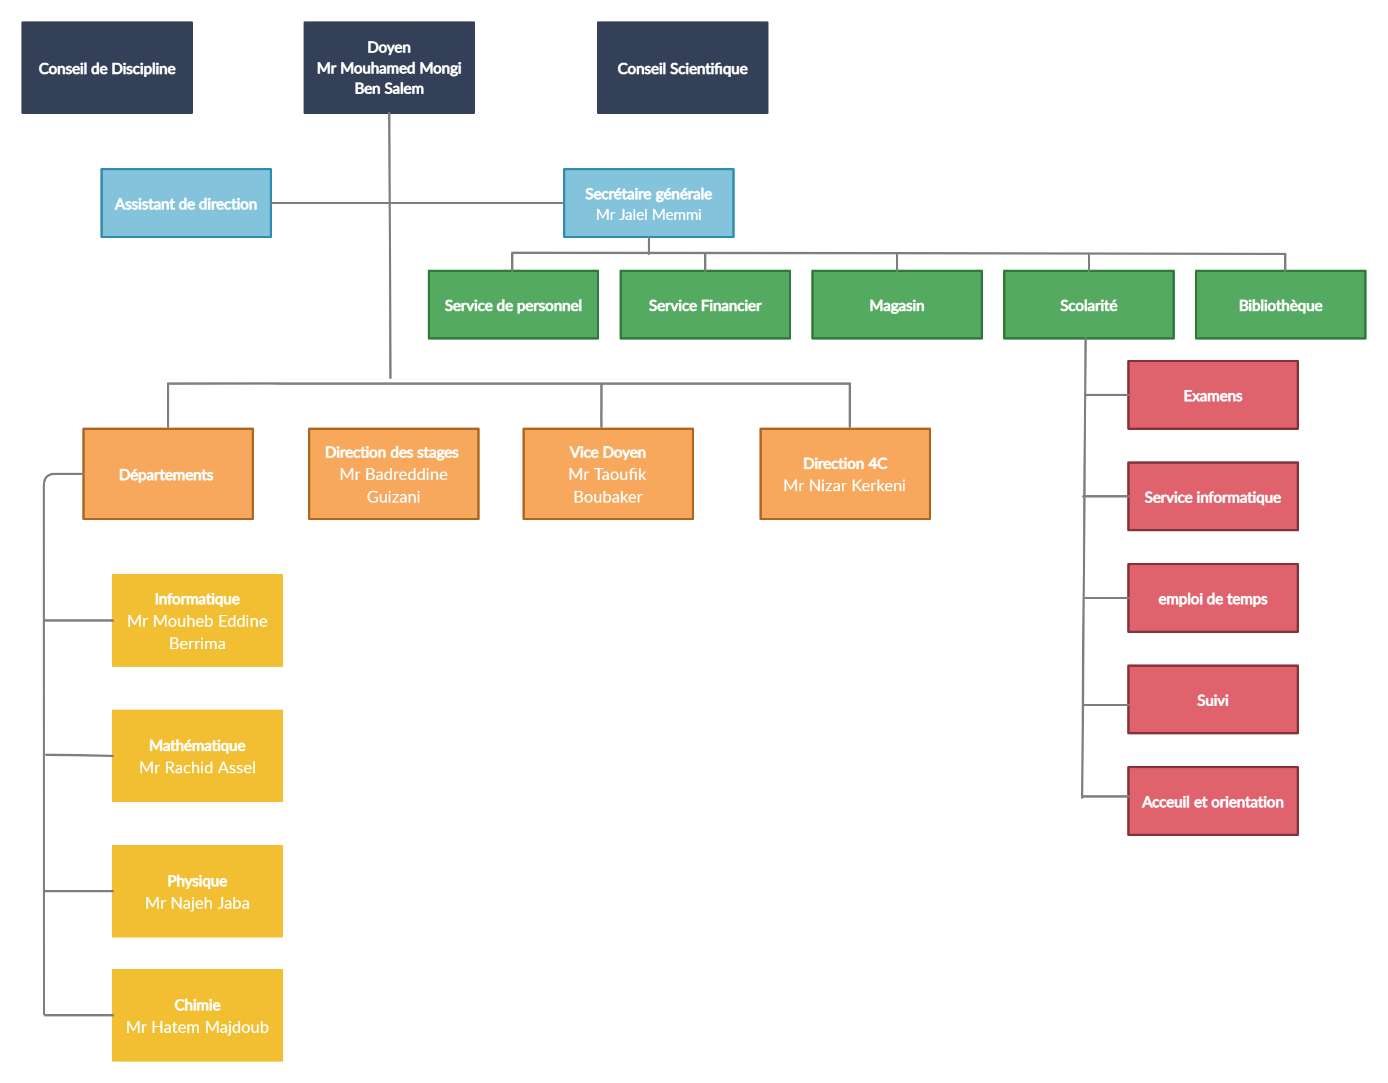 Conseil de Discipline
Doyen
Mr Mouhamed Mongi
Ben Salem
Conseil Scientifique
Assistant de direction
Secrétaire générale
Mr Jalel Memmi
Service de personnel
Service Financier
Magasin
Scolarité
Bibliothèque
Examens
Service informatique
emploi de temps
Suivi
Acceuil et orientation
Départements
Direction des stages
Mr Badreddine
Guizani
Vice Doyen
Mr Taoufik
Boubaker
Direction 4C
Mr Nizar Kerkeni
Informatique
Mr Mouheb Eddine
Berrima
Mathématique
Mr Rachid Assel
Physique
Mr Najeh Jaba
Chimie
Mr Hatem Majdoub